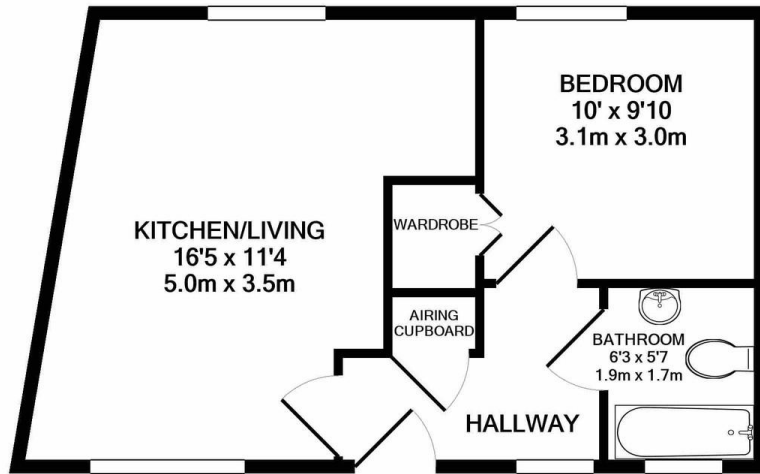 BEDROOM
10' x 9'10
3.1m x 3.0m
WARDROBE
KITCHEN/LIVING
16'5 x 11'4
5.0m x 3.5m
AIRING
CUPBOARD
BATHROOM
6'3 x 5'7
1.9m x 1.7m
HALLWAY